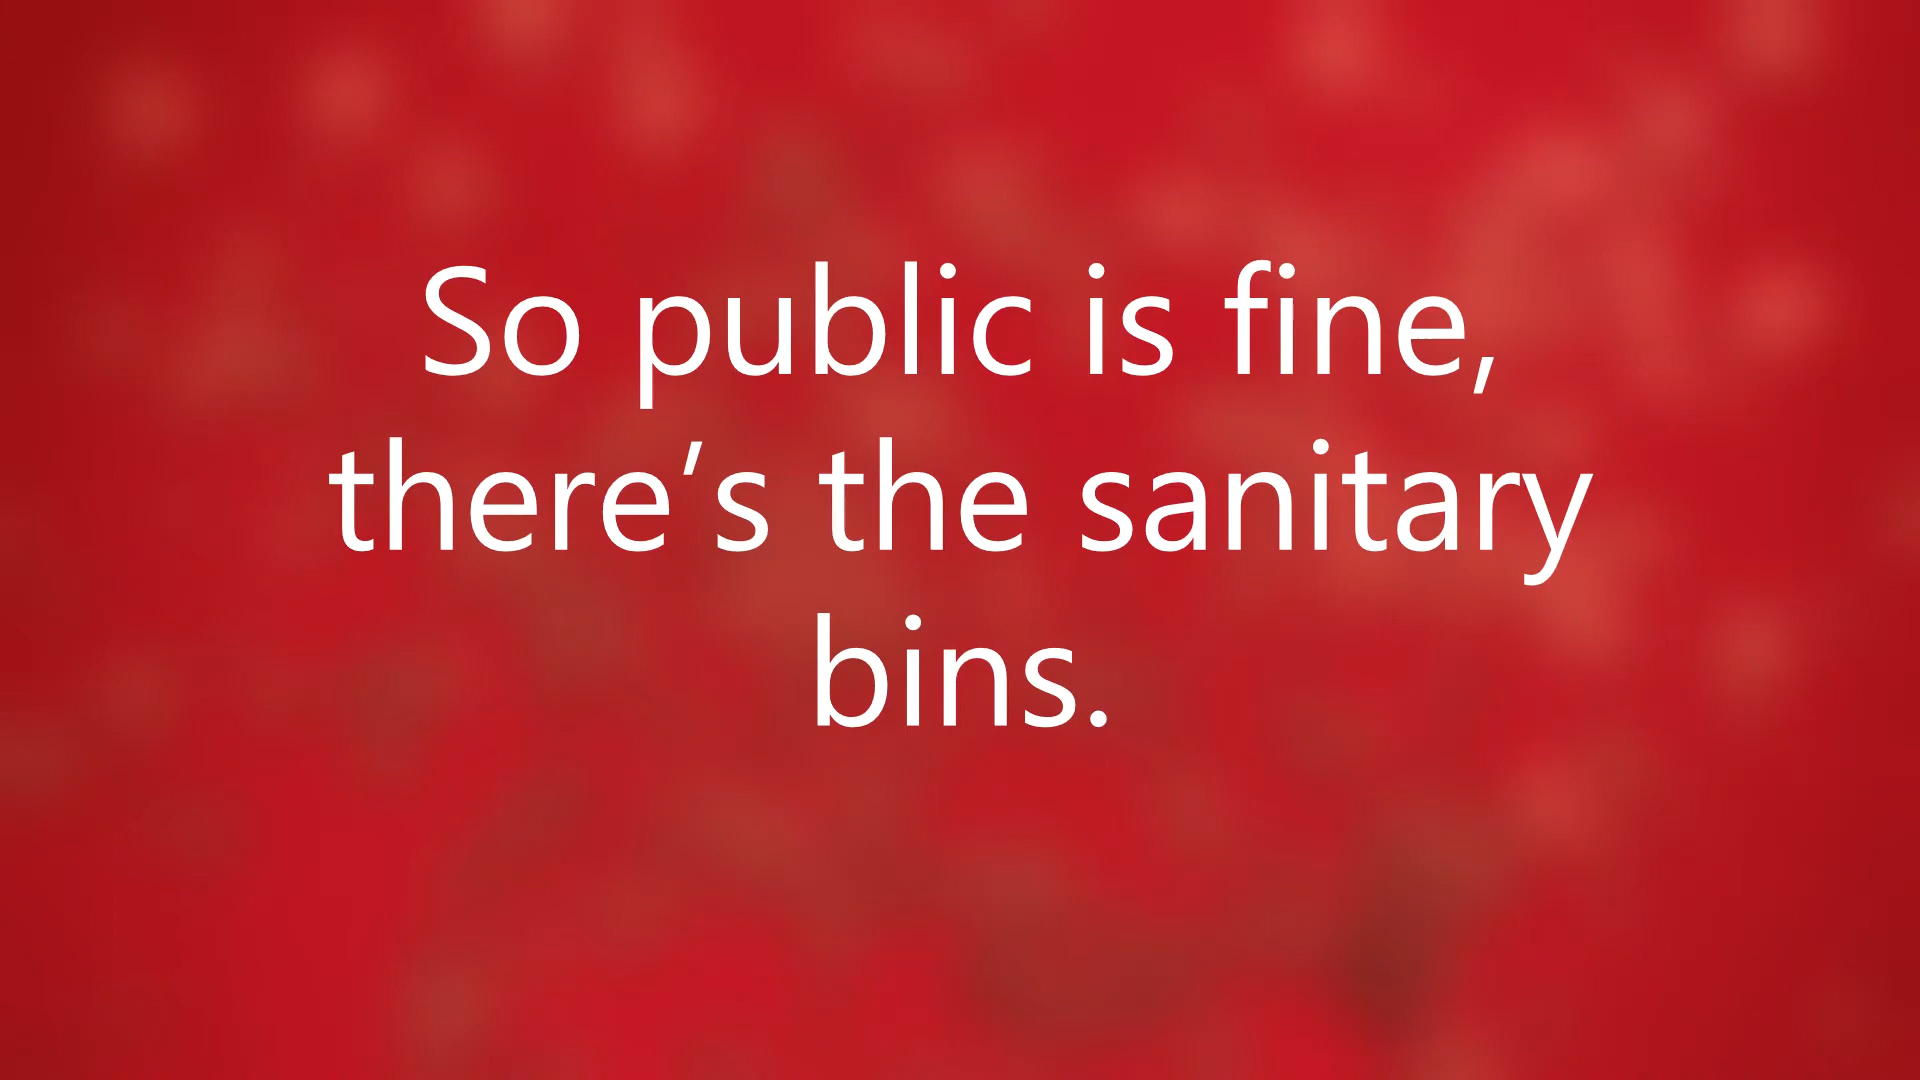 So public is fine,
there’s the sanitary
bins.